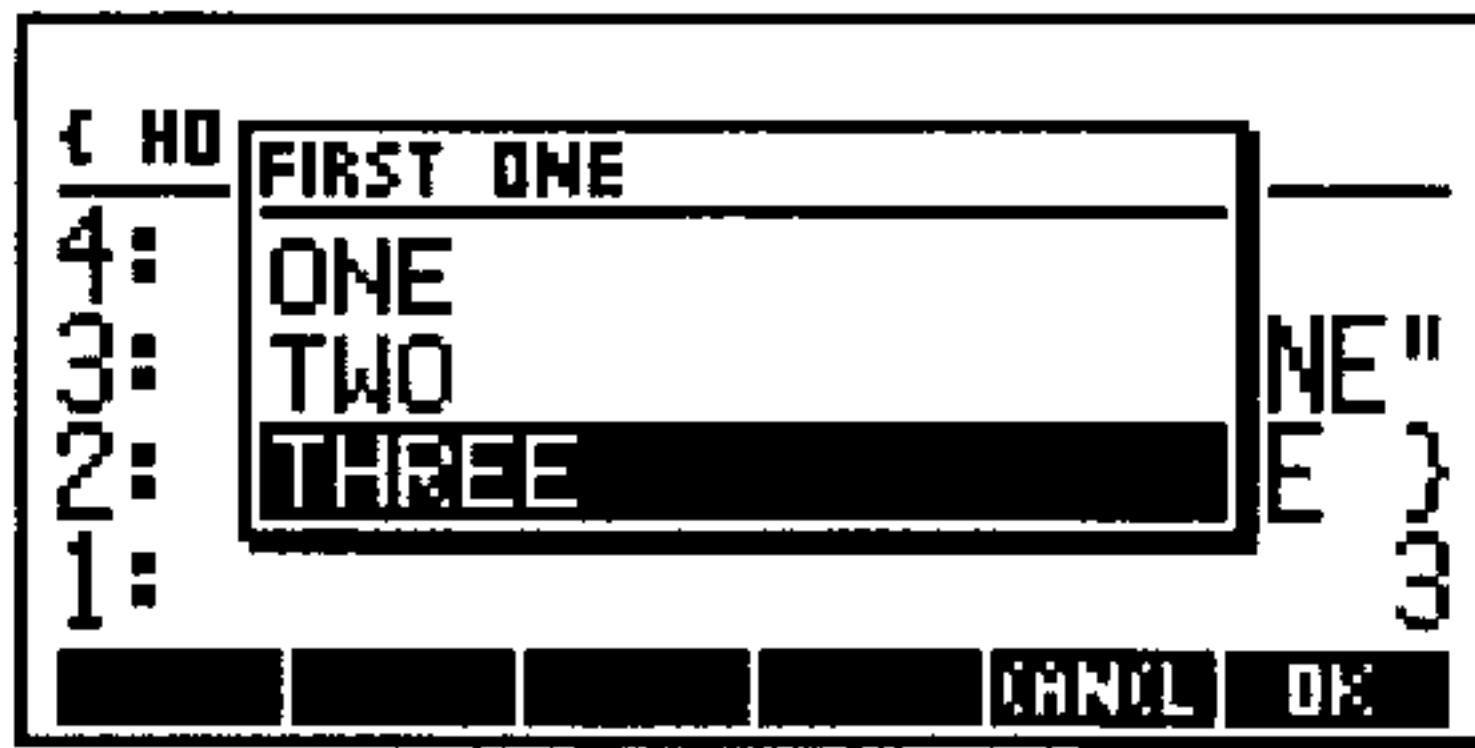 { HO
FIRST ONE
4:
ONE
3:
TWO
NE"
2:
THREE
E }
1:
3
CANCL OK